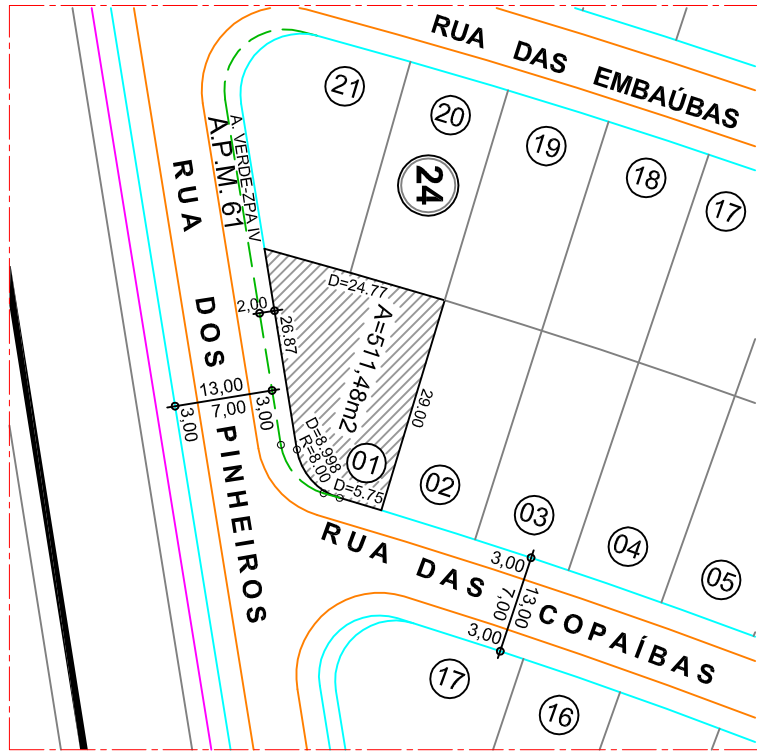 RUA DAS EMBAÚBAS
21
20
19
18
17
24
A. VERDE-ZPAIV
A.P.M. 61
RUA DOS PINHEIROS
D=24.77
2,00
26.87
A=511,48m2
29.00
13,00
3,00
7,00
3,00
D=8.998
R=8.00
D=5.75
01
02
03
04
05
RUA DAS COPAÍBAS
3,00
13,00
7,00
3,00
17
16